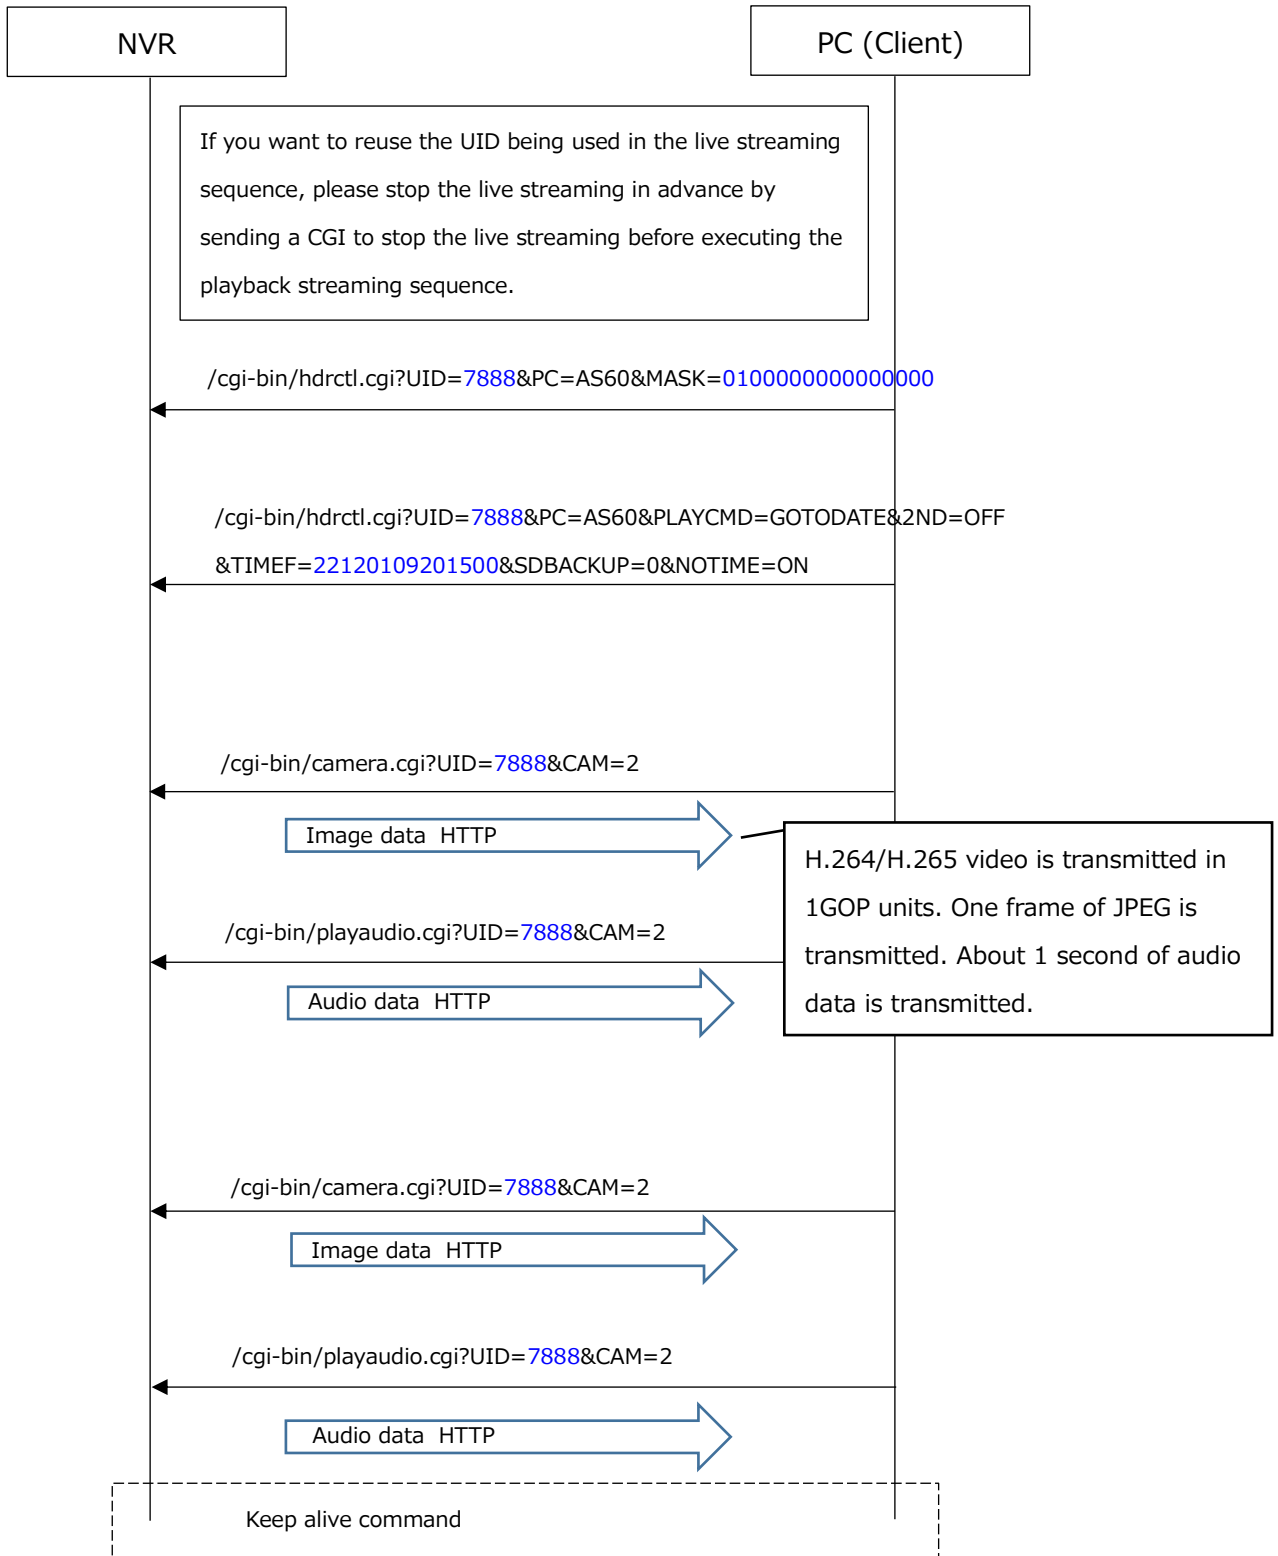 NVR
PC (Client)
If you want to reuse the UID being used in the live streaming
sequence, please stop the live streaming in advance by
sending a CGI to stop the live streaming before executing the
playback streaming sequence.
/cgi-bin/hdrctl.cgi?UID=7888&PC=AS60&MASK=0100000000000000
/cgi-bin/hdrctl.cgi?UID=7888&PC=AS60&PLAYCMD=GOTODATE&2ND=OFF
&TIMEF=22120109201500&SDBACKUP=0&NOTIME=ON
/cgi-bin/camera.cgi?UID=7888&CAM=2
Image data  HTTP
H.264/H.265 video is transmitted in
1GOP units. One frame of JPEG is
transmitted. About 1 second of audio
data is transmitted.
/cgi-bin/playaudio.cgi?UID=7888&CAM=2
Audio data  HTTP
/cgi-bin/camera.cgi?UID=7888&CAM=2
Image data  HTTP
/cgi-bin/playaudio.cgi?UID=7888&CAM=2
Audio data  HTTP
Keep alive command